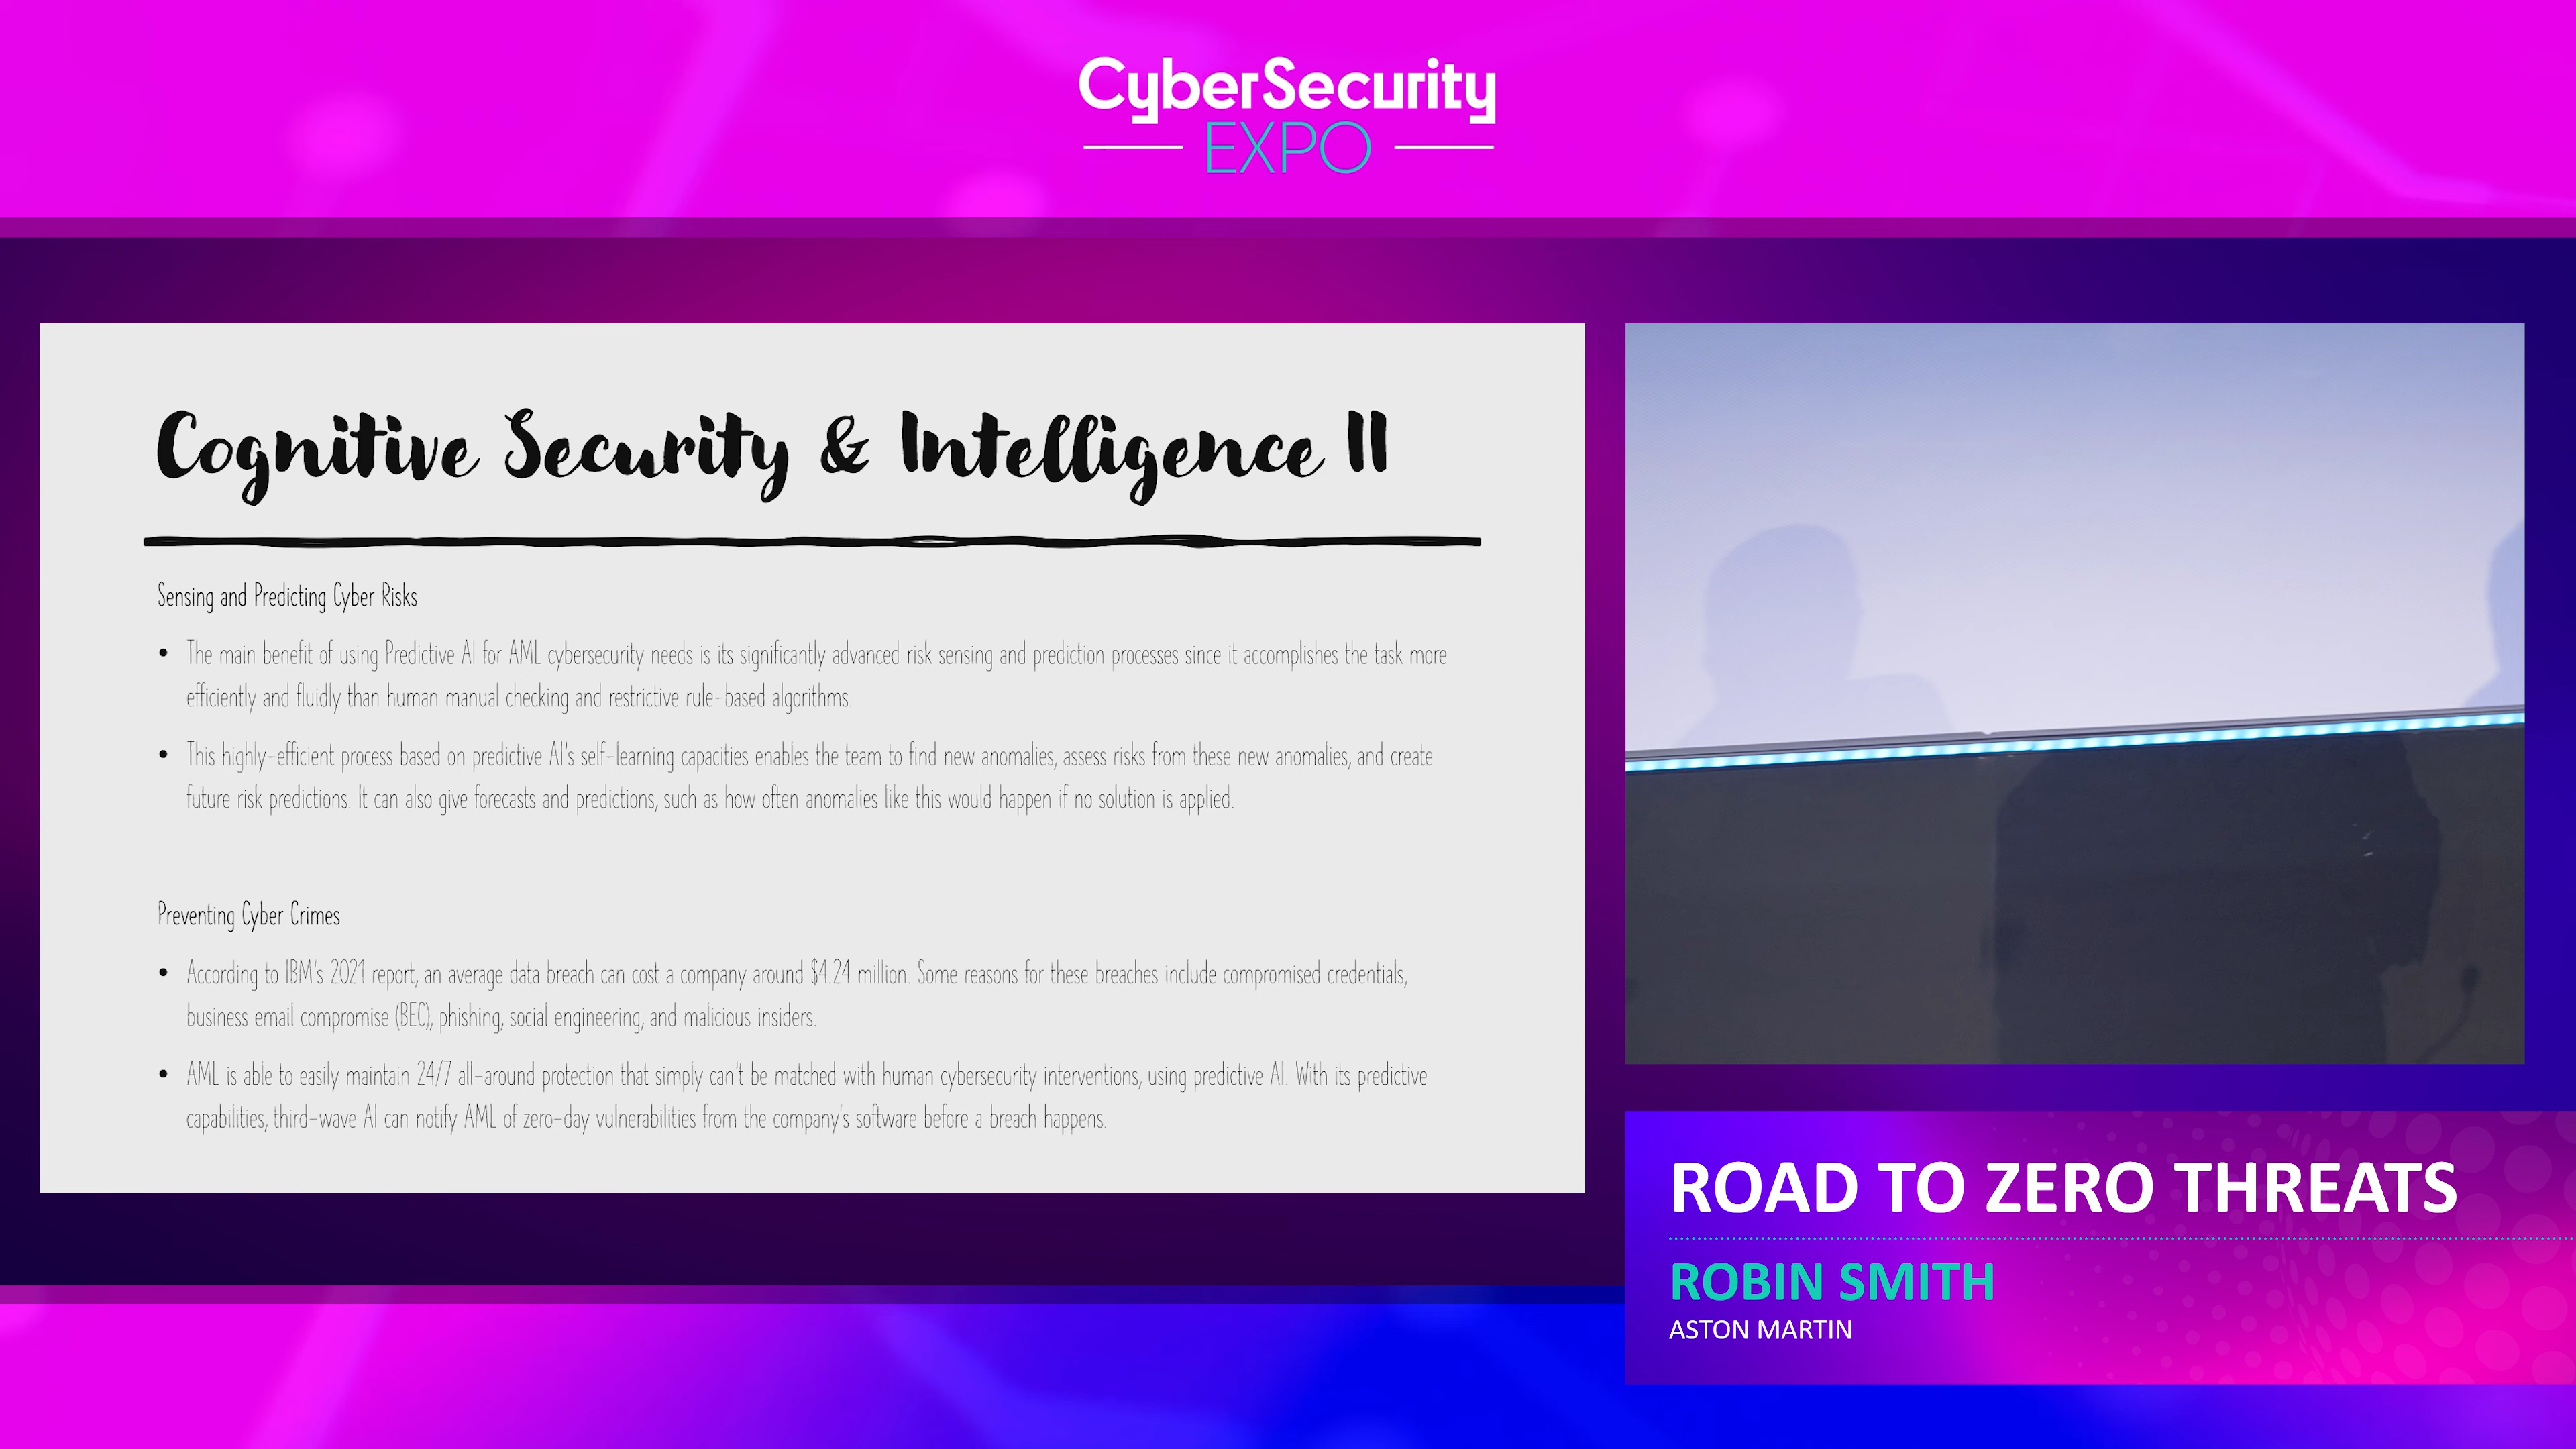 CyberSecurity
EXPO
Cognitive Security & Intelligence II
Sensing and Predicting Cyber Risks
• The main benefit of using Predictive AI for AML cybersecurity needs is its significantly advanced risk sensing and prediction processes since it accomplishes the task more
efficiently and fluidly than human manual checking and restrictive rule-based algorithms.
• This highly-efficient process based on predictive AI's self-learning capacities enables the team to find new anomalies, assess risks from these new anomalies, and create
future risk predictions. It can also give forecasts and predictions, such as how often anomalies like this would happen if no solution is applied.
Preventing Cyber Crimes
• According to IBM's 2021 report, an average data breach can cost a company around $4.24 million. Some reasons for these breaches include compromised credentials,
business email compromise (BEC), phishing, social engineering, and malicious insiders.
• AML is able to easily maintain 24/7 all-around protection that simply can't be matched with human cybersecurity interventions, using predictive AI. With its predictive
capabilities, third-wave AI can notify AML of zero-day vulnerabilities from the company's software before a breach happens.
ROAD TO ZERO THREATS
ROBIN SMITH
ASTON MARTIN